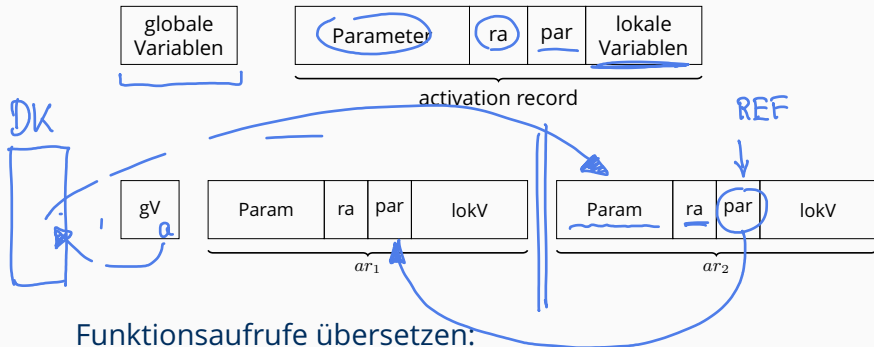 globale
Variablen
Parameter ra par lokale
Variablen
activation record
DK
REF
gV
a
Param ra par lokV
Param ra par lokV
ar₁
ar₂
Funktionsaufrufe übersetzen: